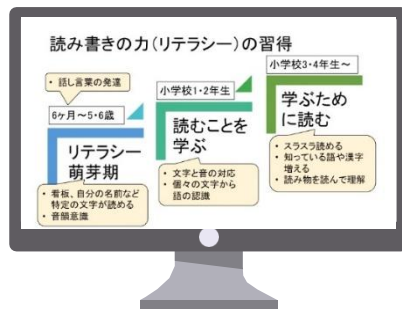 読み書きの力(リテラシー)の習得
・話し言葉の発達
6ヶ月～5・6歳
リテラシー
萌芽期
・看板、自分の名前など
特定の文字が読める
・音韻意識
小学校1・2年生
読むことを
学ぶ
・文字と音の対応
・個々の文字から
語の認識
小学校3・4年生～
学ぶため
に読む
・スラスラ読める
・知っている語や漢字
増える
・読み物を読んで理解